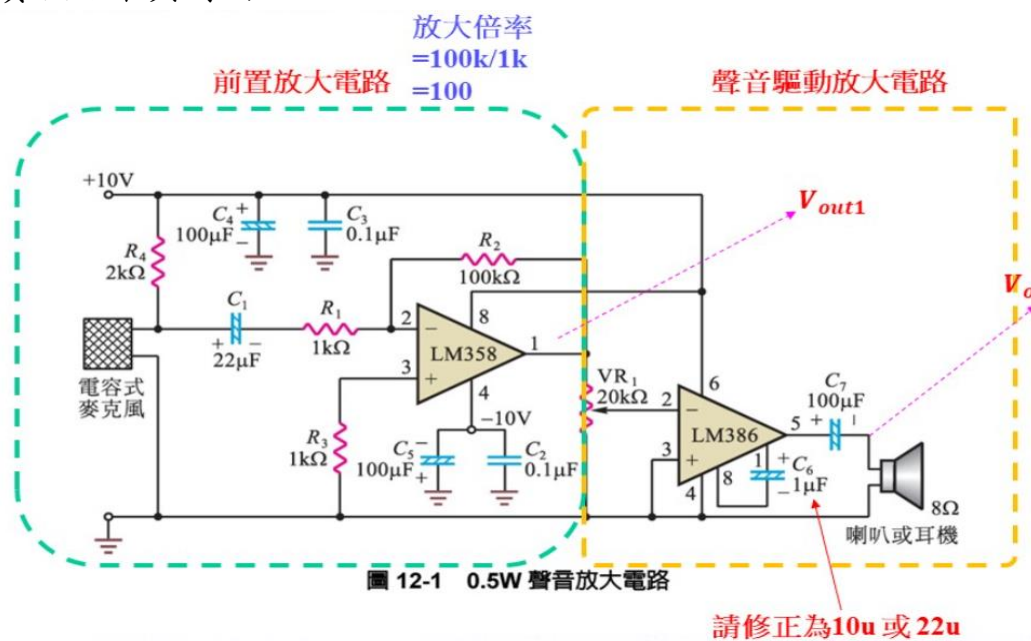 放大倍率
=100k/1k
=100
前置放大電路
聲音驅動放大電路
+10V
C4
100μF
+
−
C3
0.1μF
R4
2kΩ
R2
100kΩ
Vout1
C1
+ −
22μF
R1
1kΩ
2
−
8
LM358
1
3
+
4
−10V
電容式
麥克風
R3
1kΩ
C5
100μF
−
+
C2
0.1μF
VR1
20kΩ
2
−
6
LM386
5
3
+
4
8
1
C7
100μF
+ −
+
C6
1μF
−
8Ω
喇叭或耳機
圖 12-1 0.5W 聲音放大電路
請修正為10u 或 22u